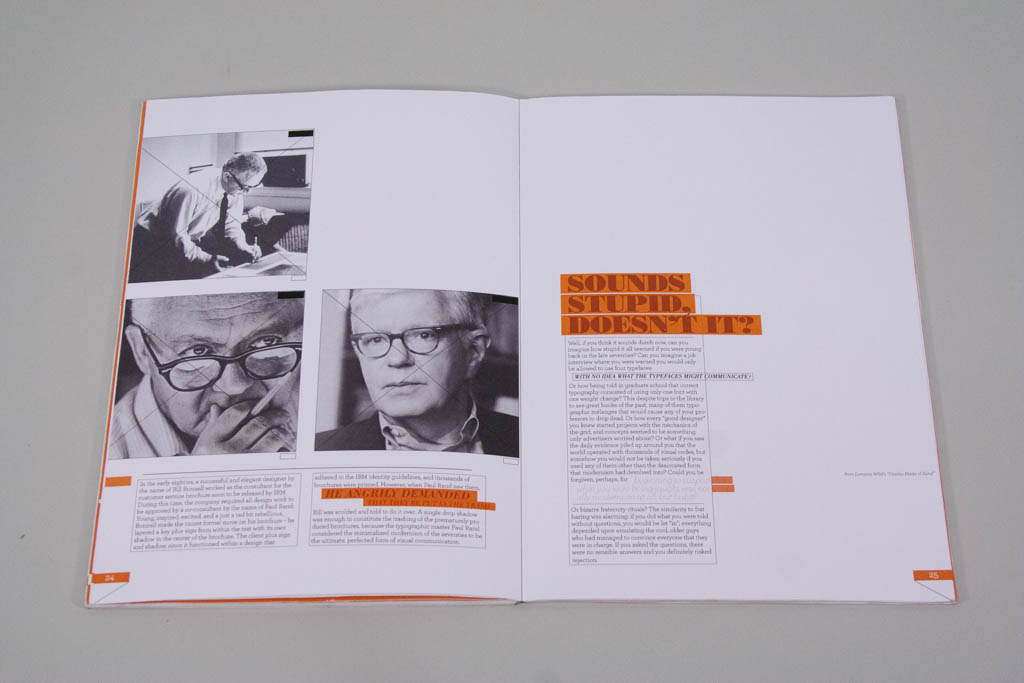 In the early eighties, a successful and elegant designer by
the name of Bill Bonnell worked as the consultant for the
customer service brochure soon to be released by IBM.
During this time, the company required all design work to
be approved by a co-consultant by the name of Paul Rand.
Young, inspired, excited, and just a tad bit rebellious,
Bonnell made the riskiest formal move on his brochure - he
layered a key plus sign form within the text with its own
shadow in the center of the brochure. The client plus sign
and shadow, since it functioned within a design that
adhered to the IBM identity guidelines, and thousands of
brochures were printed. However, when Paul Rand saw them,
HE ANGRILY DEMANDED
THAT THEY BE PUT IN THE TRASH.
Bill was scolded and told to do it over. A single drop shadow
was enough to constitute the trashing of the prematurely pro-
duced brochures, because the typographic master Paul Rand
considered the minimalized modernism of the seventies to be
the ultimate, perfected form of visual communication.
24
SOUNDS
STUPID,
DOESN'T IT?
Well, if you think it sounds dumb now, can you
imagine how stupid it all seemed if you were young
back in the late seventies? Can you imagine a job
interview where you were warned you would only
be allowed to use four typefaces
WITH NO IDEA WHAT THE TYPEFACES MIGHT COMMUNICATE?
Or how being told in graduate school that correct
typography consisted of using only one font with
one weight change? This despite trips to the library
to see great books of the past, many of them typo-
graphic mélanges that would cause any of your pro-
fessors to drop dead. Or how every "good designer"
you knew started projects with the mechanics of
the grid, and concepts seemed to be something
only advertisers worried about? Or what if you saw
the daily evidence piled up around you that the
world operated with thousands of visual codes, but
somehow you would not be taken seriously if you
used any of them other than the desiccated form
that modernism had devolved into? Could you be
forgiven, perhaps, for
Or bizarre fraternity rituals? The similarity to frat
hazing was alarming; if you did what you were told
without questions, you would be let "in"; everything
depended upon emulating the cool, older guys
who had managed to convince everyone that they
were in charge. If you asked the questions, there
were no sensible answers and you definitely risked
rejection.
25